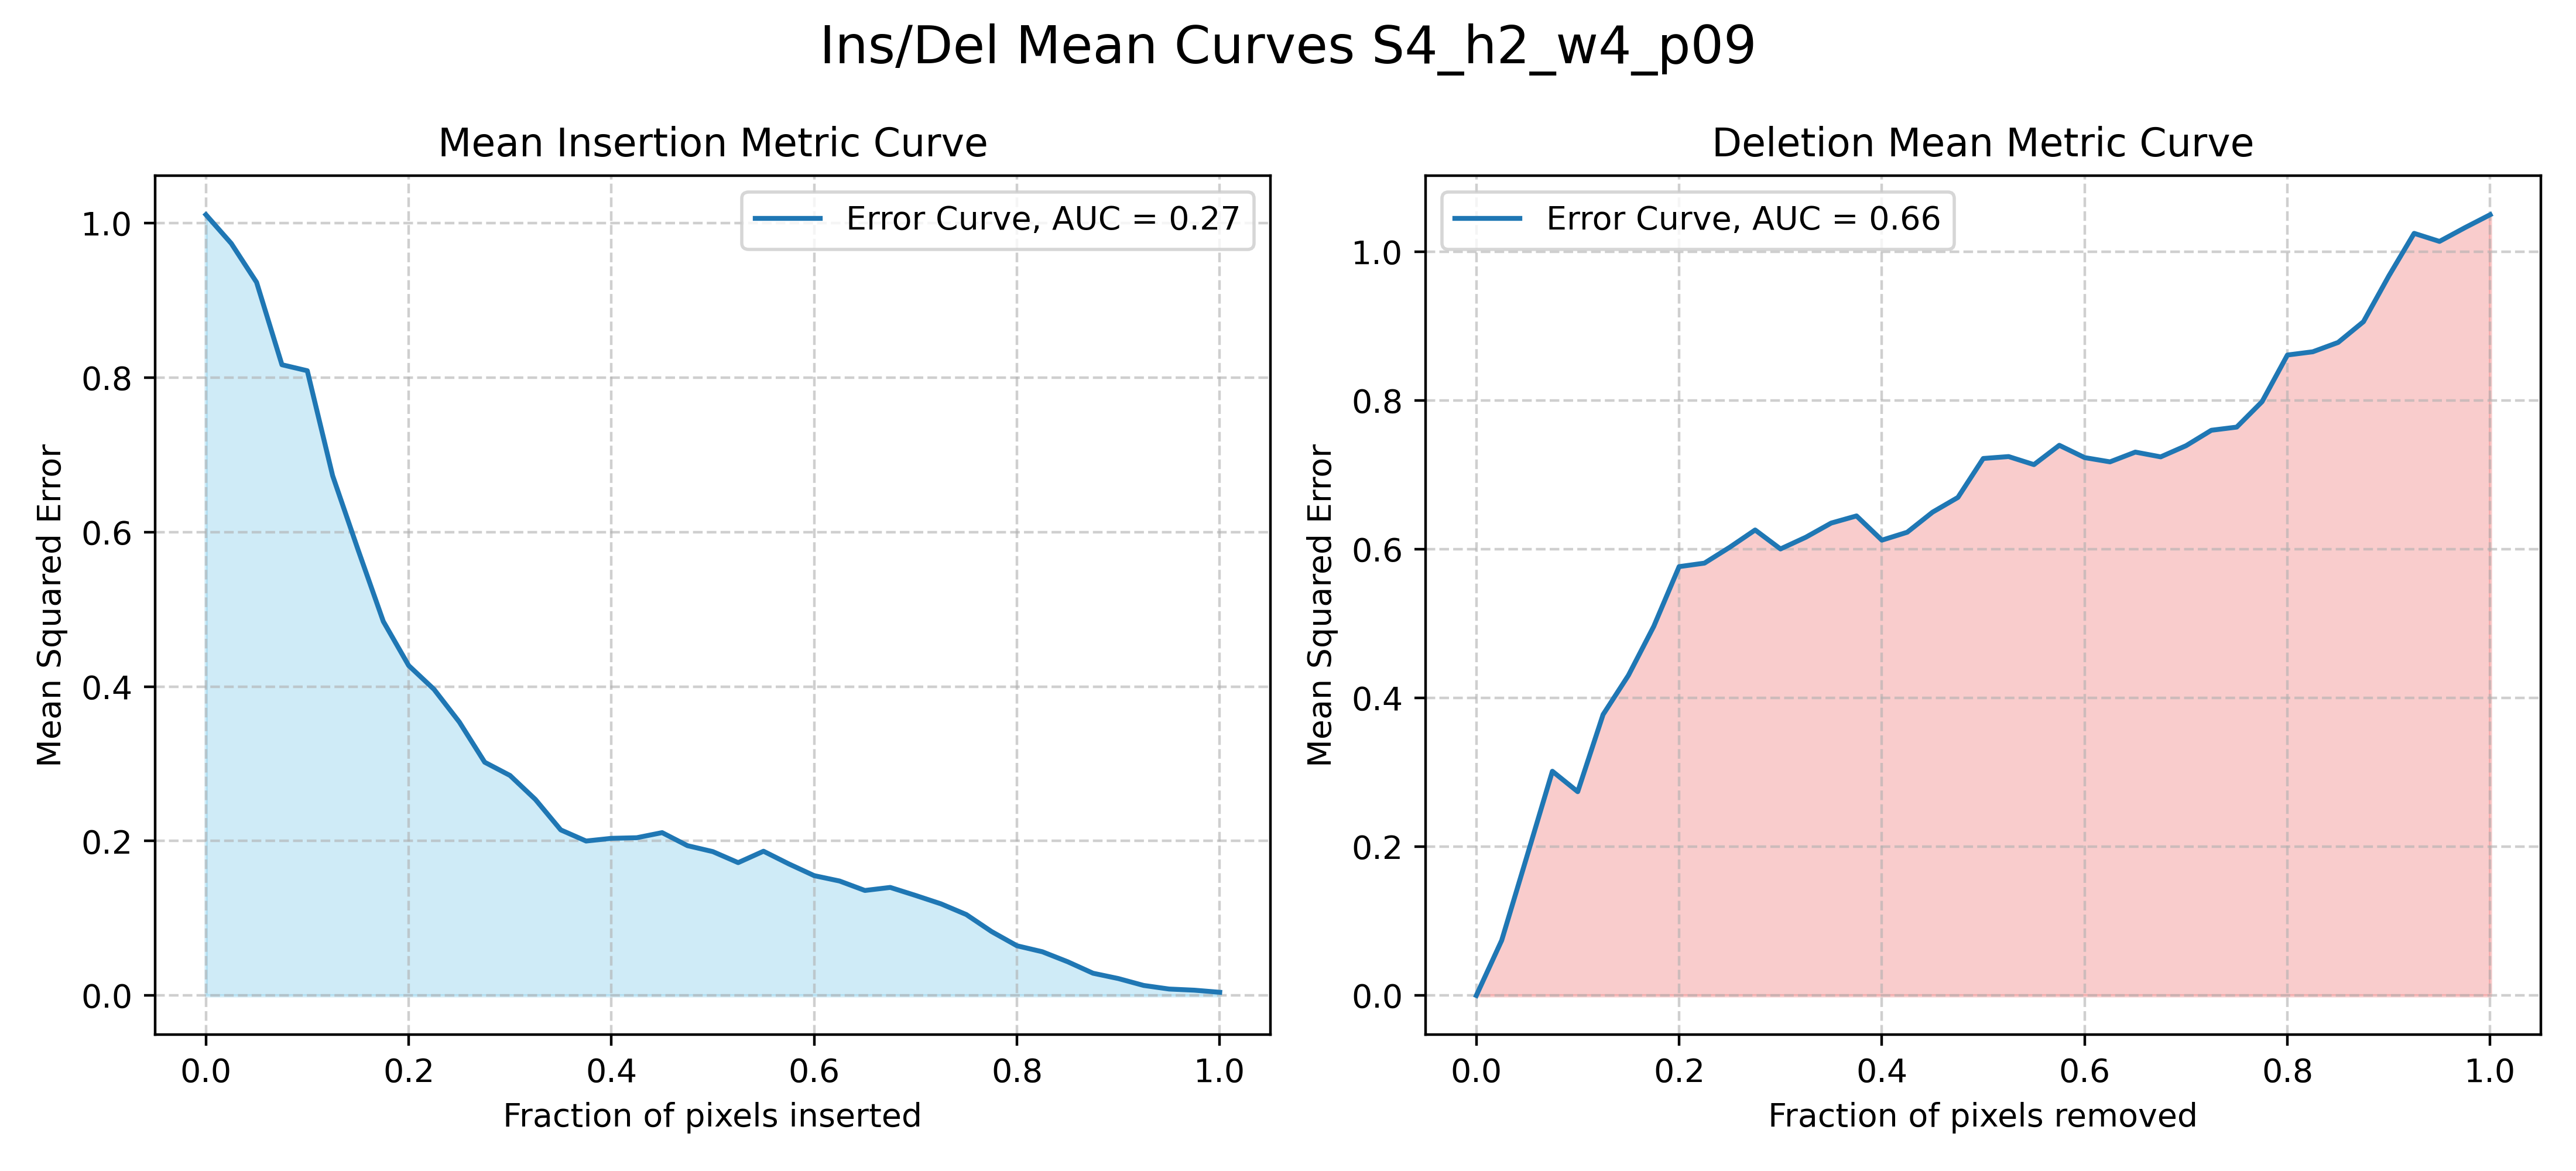 Ins/Del Mean Curves S4_h2_w4_p09
Mean Insertion Metric Curve
Error Curve, AUC = 0.27
Mean Squared Error
1.0
0.8
0.6
0.4
0.2
0.0
0.0 0.2 0.4 0.6 0.8 1.0
Fraction of pixels inserted
Deletion Mean Metric Curve
Error Curve, AUC = 0.66
Mean Squared Error
1.0
0.8
0.6
0.4
0.2
0.0
0.0 0.2 0.4 0.6 0.8 1.0
Fraction of pixels removed